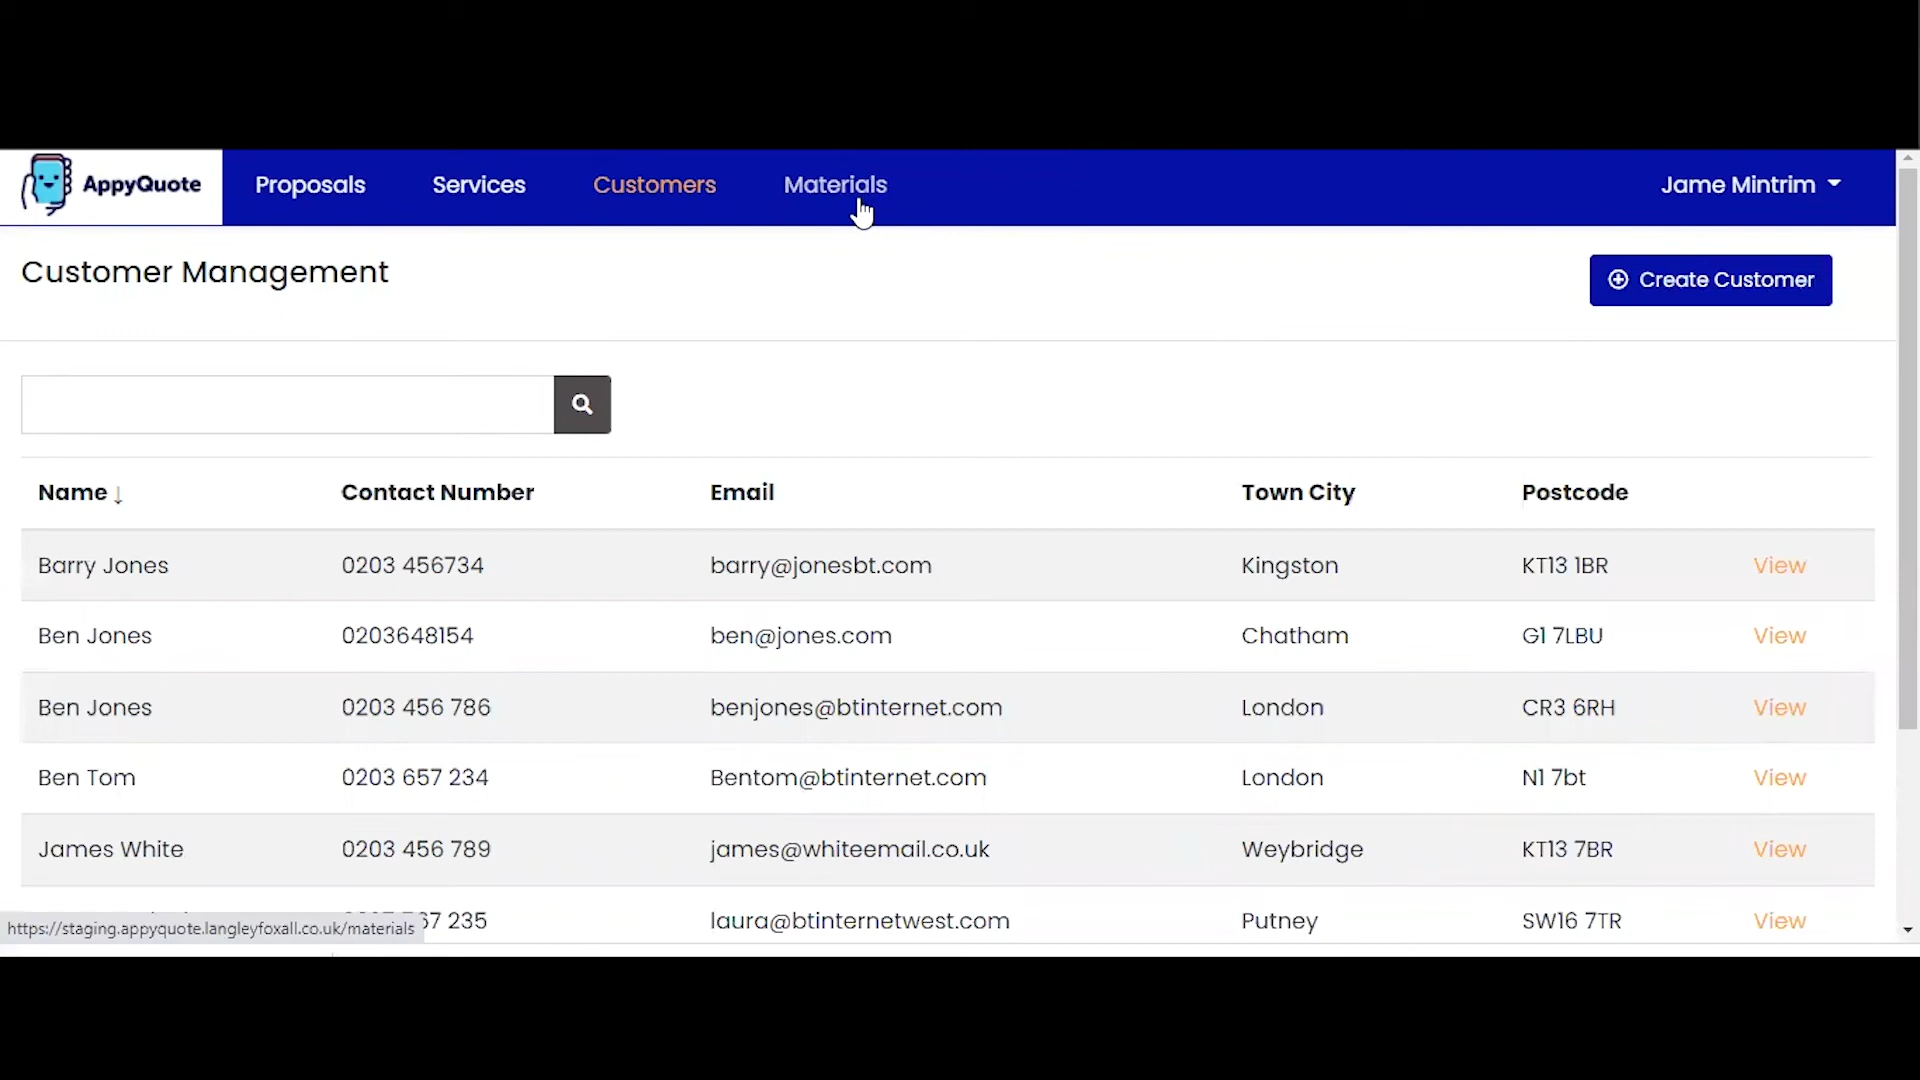 AppyQuote Proposals Services Customers Materials Jame Mintrim
Customer Management Create Customer
Name ↓ Contact Number Email Town City Postcode
Barry Jones 0203 456734 barry@jonesbt.com Kingston KT13 1BR View
Ben Jones 0203648154 ben@jones.com Chatham G1 7LBU View
Ben Jones 0203 456 786 benjones@btinternet.com London CR3 6RH View
Ben Tom 0203 657 234 Bentom@btinternet.com London N1 7bt View
James White 0203 456 789 james@whiteemail.co.uk Weybridge KT13 7BR View
67 235 laura@btinternetwest.com Putney SW16 7TR View
https://staging.appyquote.langleyfoxall.co.uk/materials